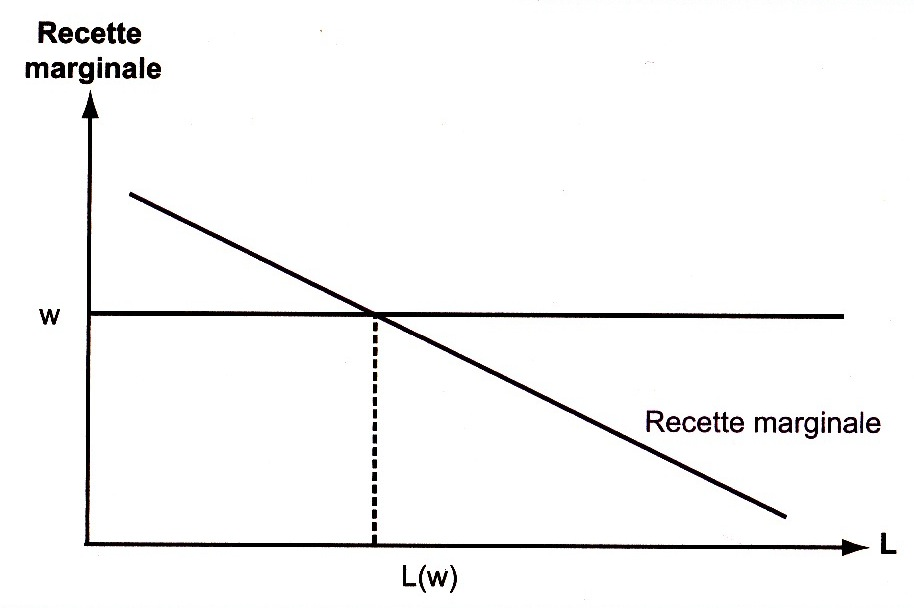 Recette
marginale
w
Recette marginale
L
L(w)